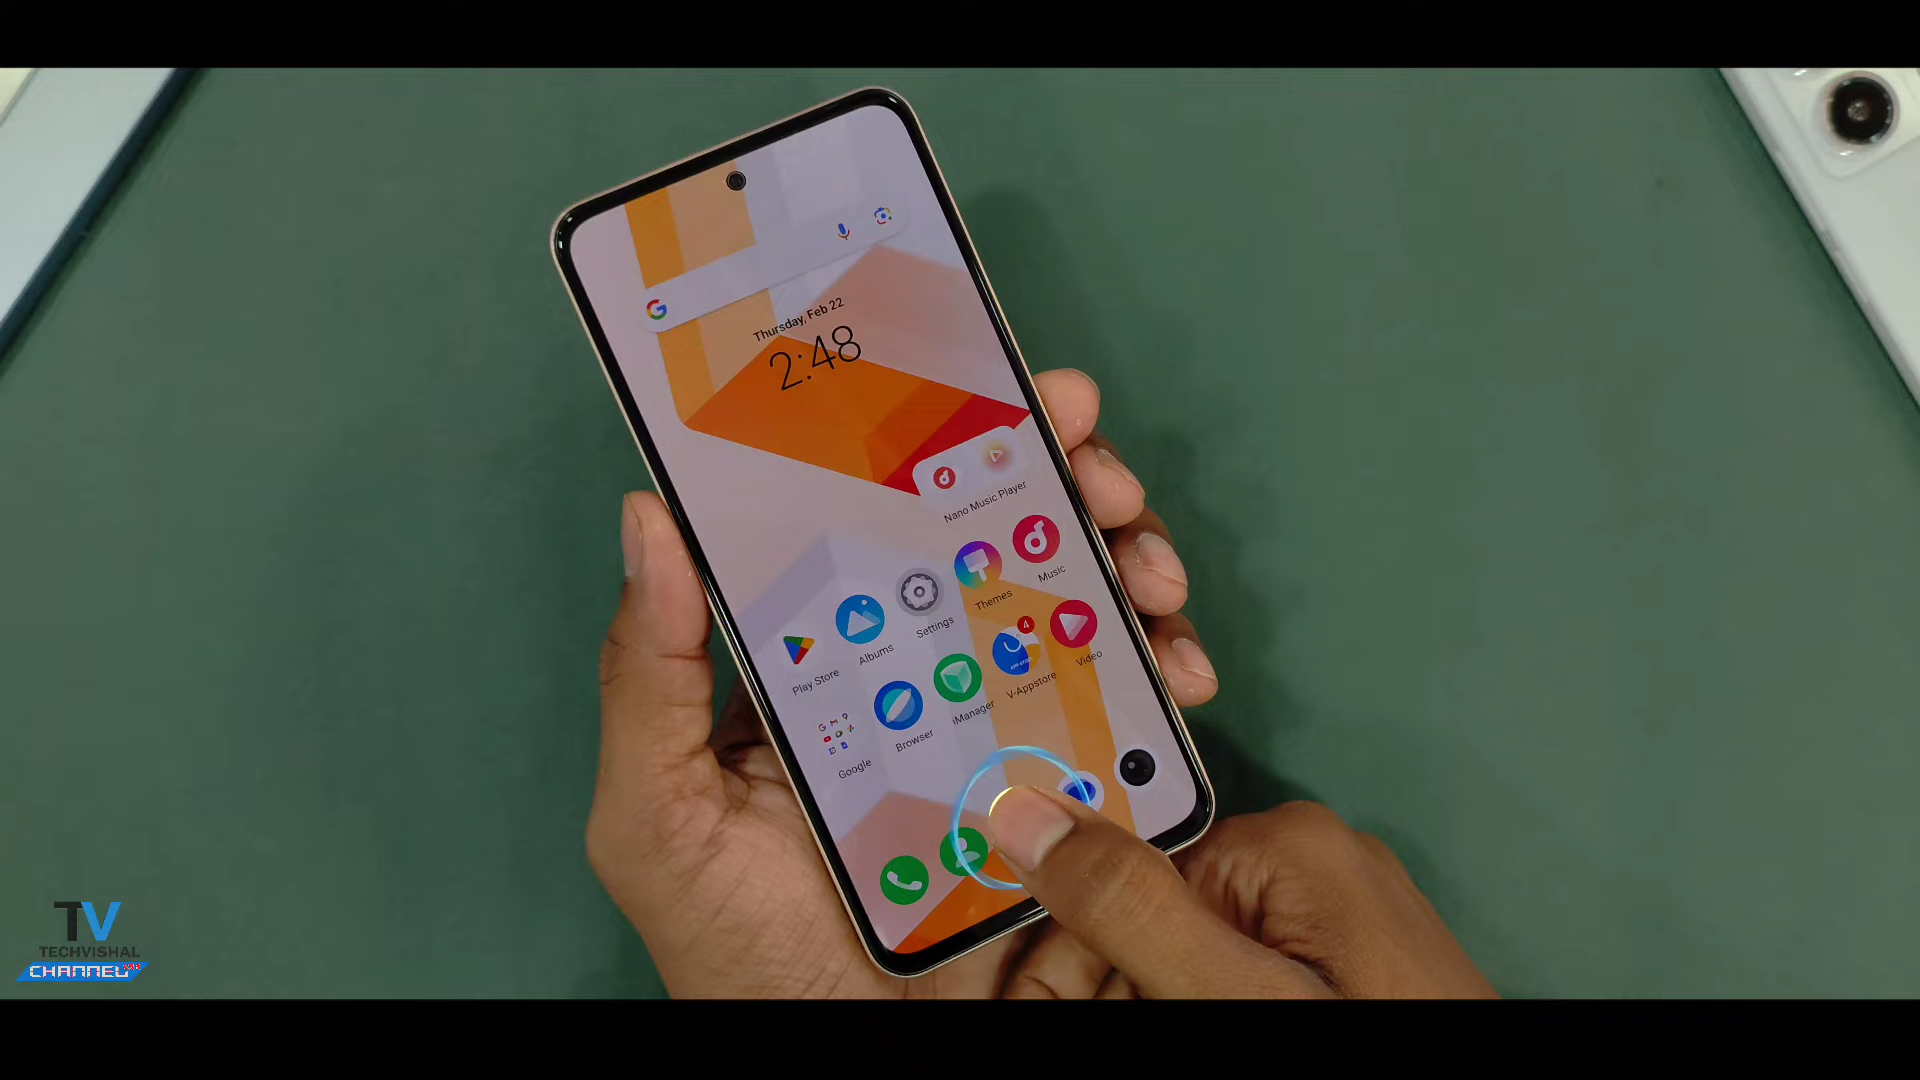 Thursday, Feb 22
2:48
Nano Music Player
Music
Themes
Settings
Albums
Play Store
Video
4
V-Appstore
iManager
Browser
Google
TV
TECHVISHAL
CHANNEL